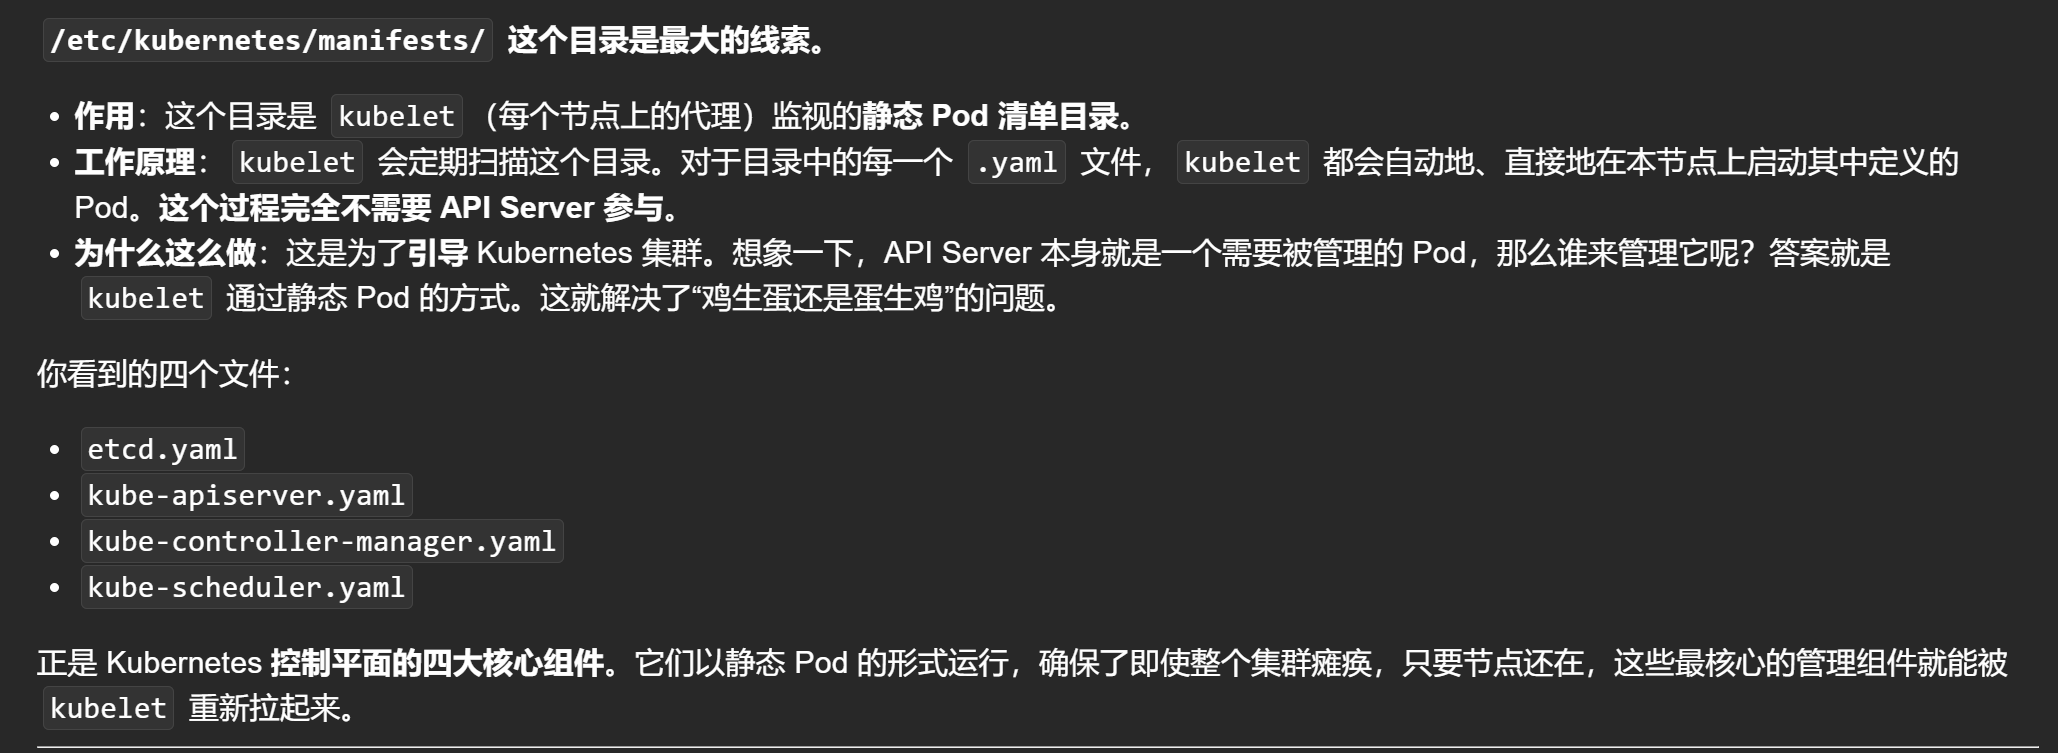 /etc/kubernetes/manifests/ 这个目录是最大的线索。
• 作用：这个目录是 kubelet （每个节点上的代理）监视的静态 Pod 清单目录。
• 工作原理： kubelet 会定期扫描这个目录。对于目录中的每一个 .yaml 文件， kubelet 都会自动地、直接地在本节点上启动其中定义的
Pod。这个过程完全不需要 API Server 参与。
• 为什么这么做：这是为了引导 Kubernetes 集群。想象一下，API Server 本身就是一个需要被管理的 Pod，那么谁来管理它呢？答案就是
kubelet 通过静态 Pod 的方式。这就解决了“鸡生蛋还是蛋生鸡”的问题。
你看到的四个文件：
• etcd.yaml
• kube-apiserver.yaml
• kube-controller-manager.yaml
• kube-scheduler.yaml
正是 Kubernetes 控制平面的四大核心组件。它们以静态 Pod 的形式运行，确保了即使整个集群瘫痪，只要节点还在，这些最核心的管理组件就能被
kubelet 重新拉起来。